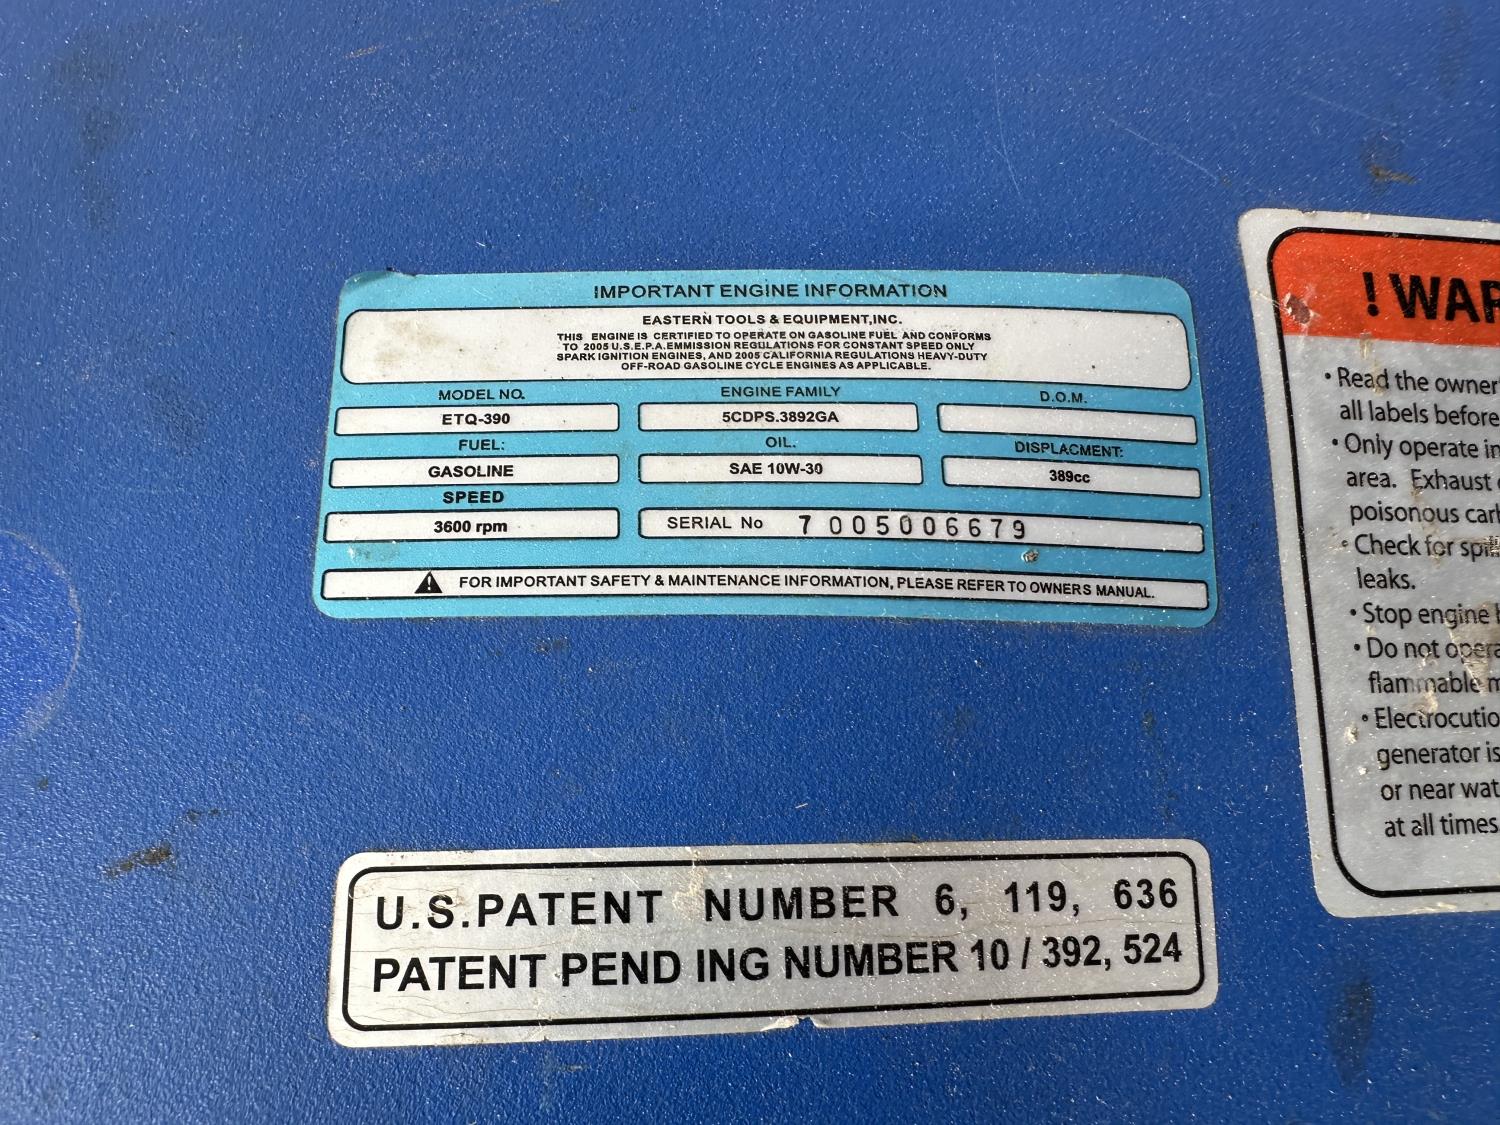 IMPORTANT ENGINE INFORMATION
EASTERN TOOLS & EQUIPMENT,INC.
THIS ENGINE IS CERTIFIED TO OPERATE ON GASOLINE FUEL AND CONFORMS
TO 2005 U.S.E.P.A.EMMISSION REGULATIONS FOR CONSTANT SPEED ONLY
SPARK IGNITION ENGINES, AND 2005 CALIFORNIA REGULATIONS HEAVY-DUTY
OFF-ROAD GASOLINE CYCLE ENGINES AS APPLICABLE.
MODEL NO. ENGINE FAMILY D.O.M.
ETQ-390 5CDPS.3892GA
FUEL: OIL. DISPLACMENT:
GASOLINE SAE 10W-30 389cc
SPEED
3600 rpm SERIAL No 7005006679
FOR IMPORTANT SAFETY & MAINTENANCE INFORMATION, PLEASE REFER TO OWNERS MANUAL.
U.S.PATENT NUMBER 6, 119, 636
PATENT PEND ING NUMBER 10 / 392, 524
! WAR
• Read the owner'
all labels before
• Only operate in
area. Exhaust
poisonous carb
• Check for spill
leaks.
• Stop engine b
• Do not opera
flammable m
• Electrocutio
generator is
or near wat
at all times